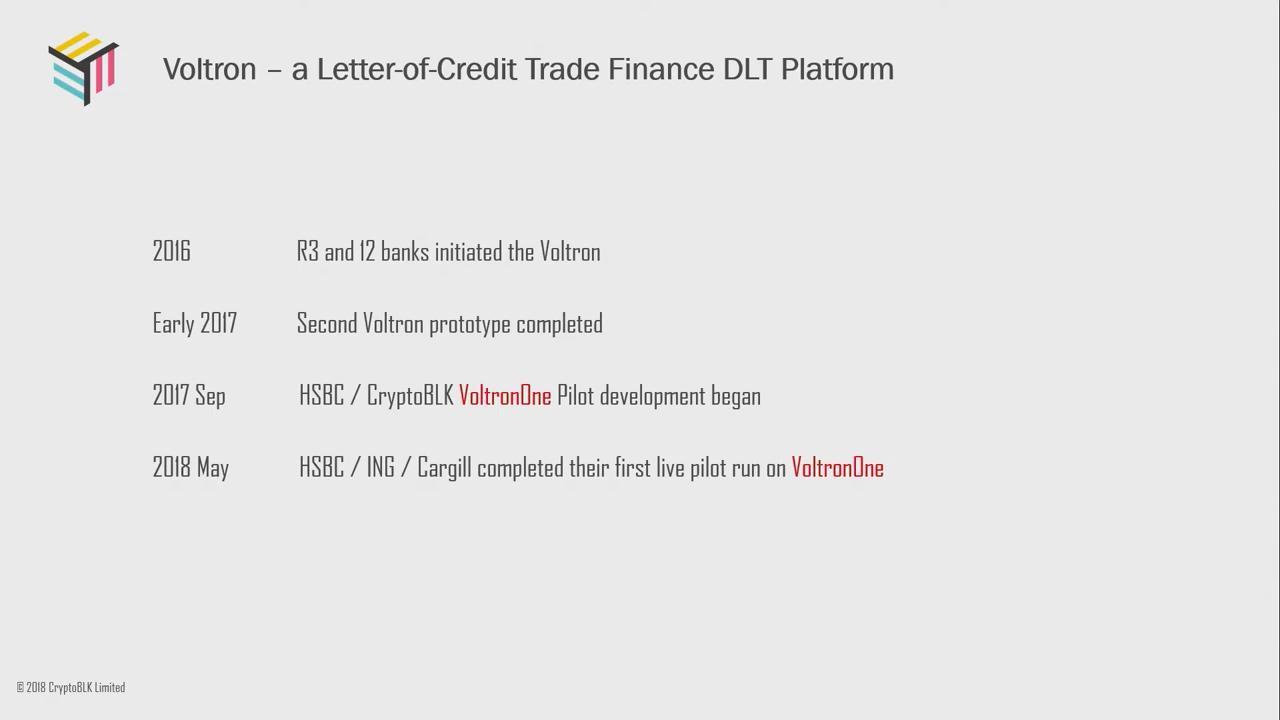 Voltron – a Letter-of-Credit Trade Finance DLT Platform
2016 R3 and 12 banks initiated the Voltron
Early 2017 Second Voltron prototype completed
2017 Sep HSBC / CryptoBLK VoltronOne Pilot development began
2018 May HSBC / ING / Cargill completed their first live pilot run on VoltronOne
© 2018 CryptoBLK Limited